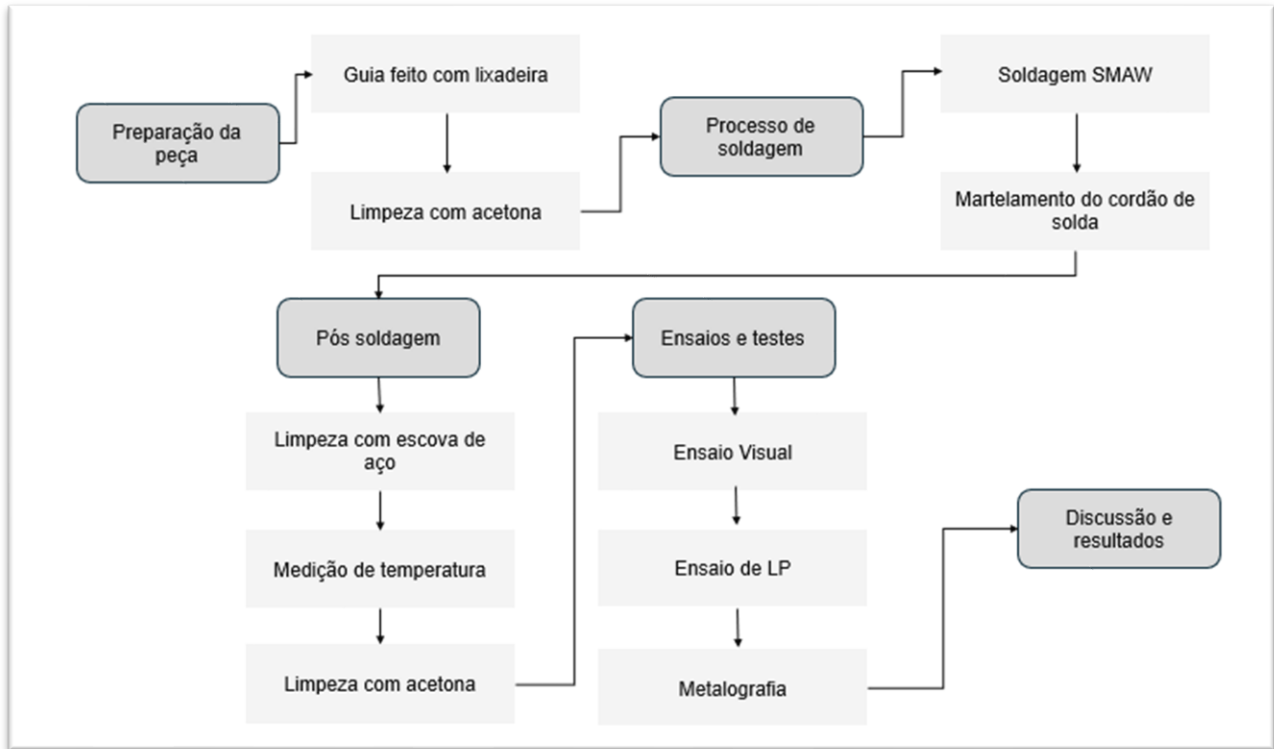 Preparação da
peça
Guia feito com lixadeira
Limpeza com acetona
Processo de
soldagem
Soldagem SMAW
Martelamento do cordão de
solda
Pós soldagem
Limpeza com escova de
aço
Medição de temperatura
Limpeza com acetona
Ensaios e testes
Ensaio Visual
Ensaio de LP
Metalografia
Discussão e
resultados